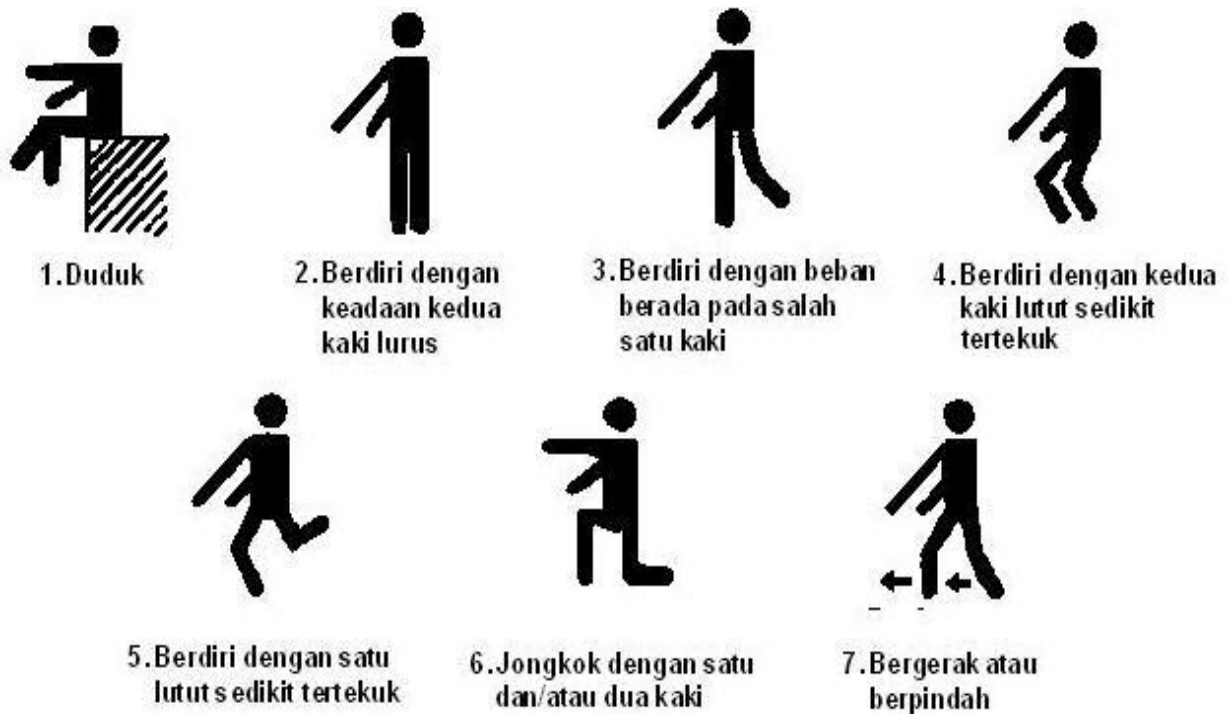 1.Duduk
2.Berdiri dengan
keadaan kedua
kaki lurus
3.Berdiri dengan beban
berada pada salah
satu kaki
4.Berdiri dengan kedua
kaki lutut sedikit
tertekuk
5.Berdiri dengan satu
lutut sedikit tertekuk
6.Jongkok dengan satu
dan/atau dua kaki
7.Bergerak atau
berpindah